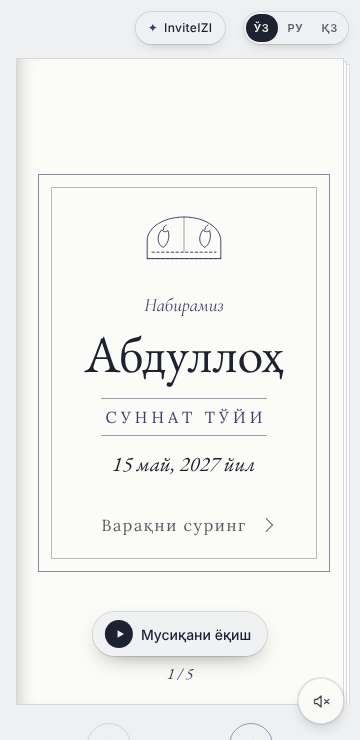 InviteIZI
ЎЗ РУ ҚЗ
Набирамиз
Абдуллоҳ
СУННАТ ТЎЙИ
15 май, 2027 йил
Варақни суринг
Мусиқани ёқиш
1 / 5